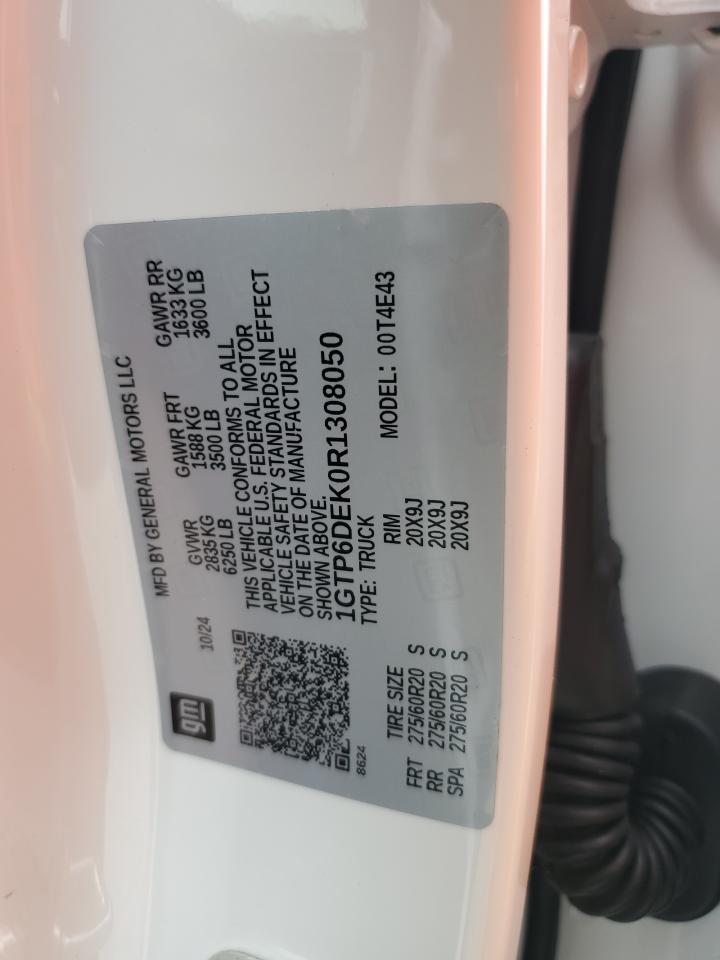 gm
MFD BY GENERAL MOTORS LLC
10/24
GVWR GAWR FRT GAWR RR
2835 KG 1588 KG 1633 KG
6250 LB 3500 LB 3600 LB
THIS VEHICLE CONFORMS TO ALL
APPLICABLE U.S. FEDERAL MOTOR
VEHICLE SAFETY STANDARDS IN EFFECT
ON THE DATE OF MANUFACTURE
SHOWN ABOVE.
1GTP6DEK0R1308050
8624
TYPE: TRUCK MODEL: 00T4E43
TIRE SIZE RIM
FRT 275/60R20 S 20X9J
RR 275/60R20 S 20X9J
SPA 275/60R20 S 20X9J